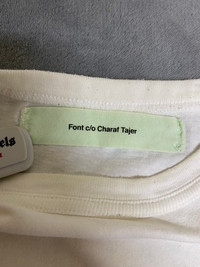 Font c/o Charaf Tajer
els